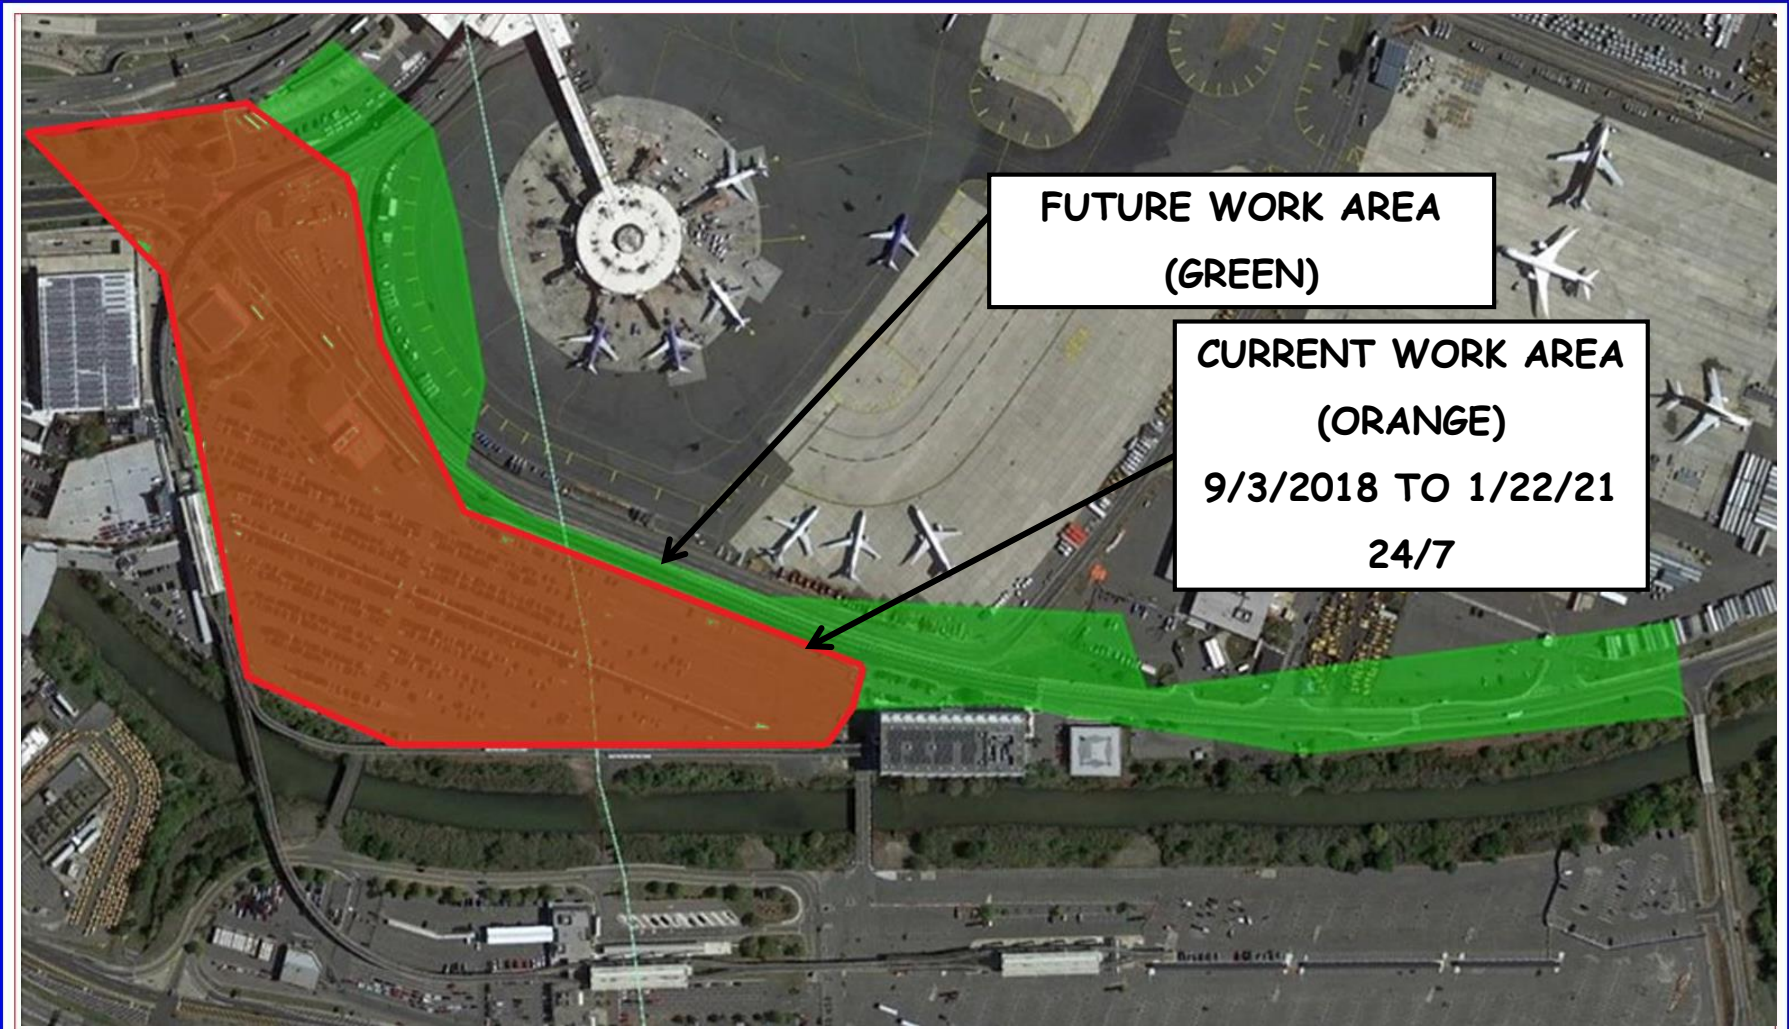 FUTURE WORK AREA
(GREEN)
CURRENT WORK AREA
(ORANGE)
9/3/2018 TO 1/22/21
24/7